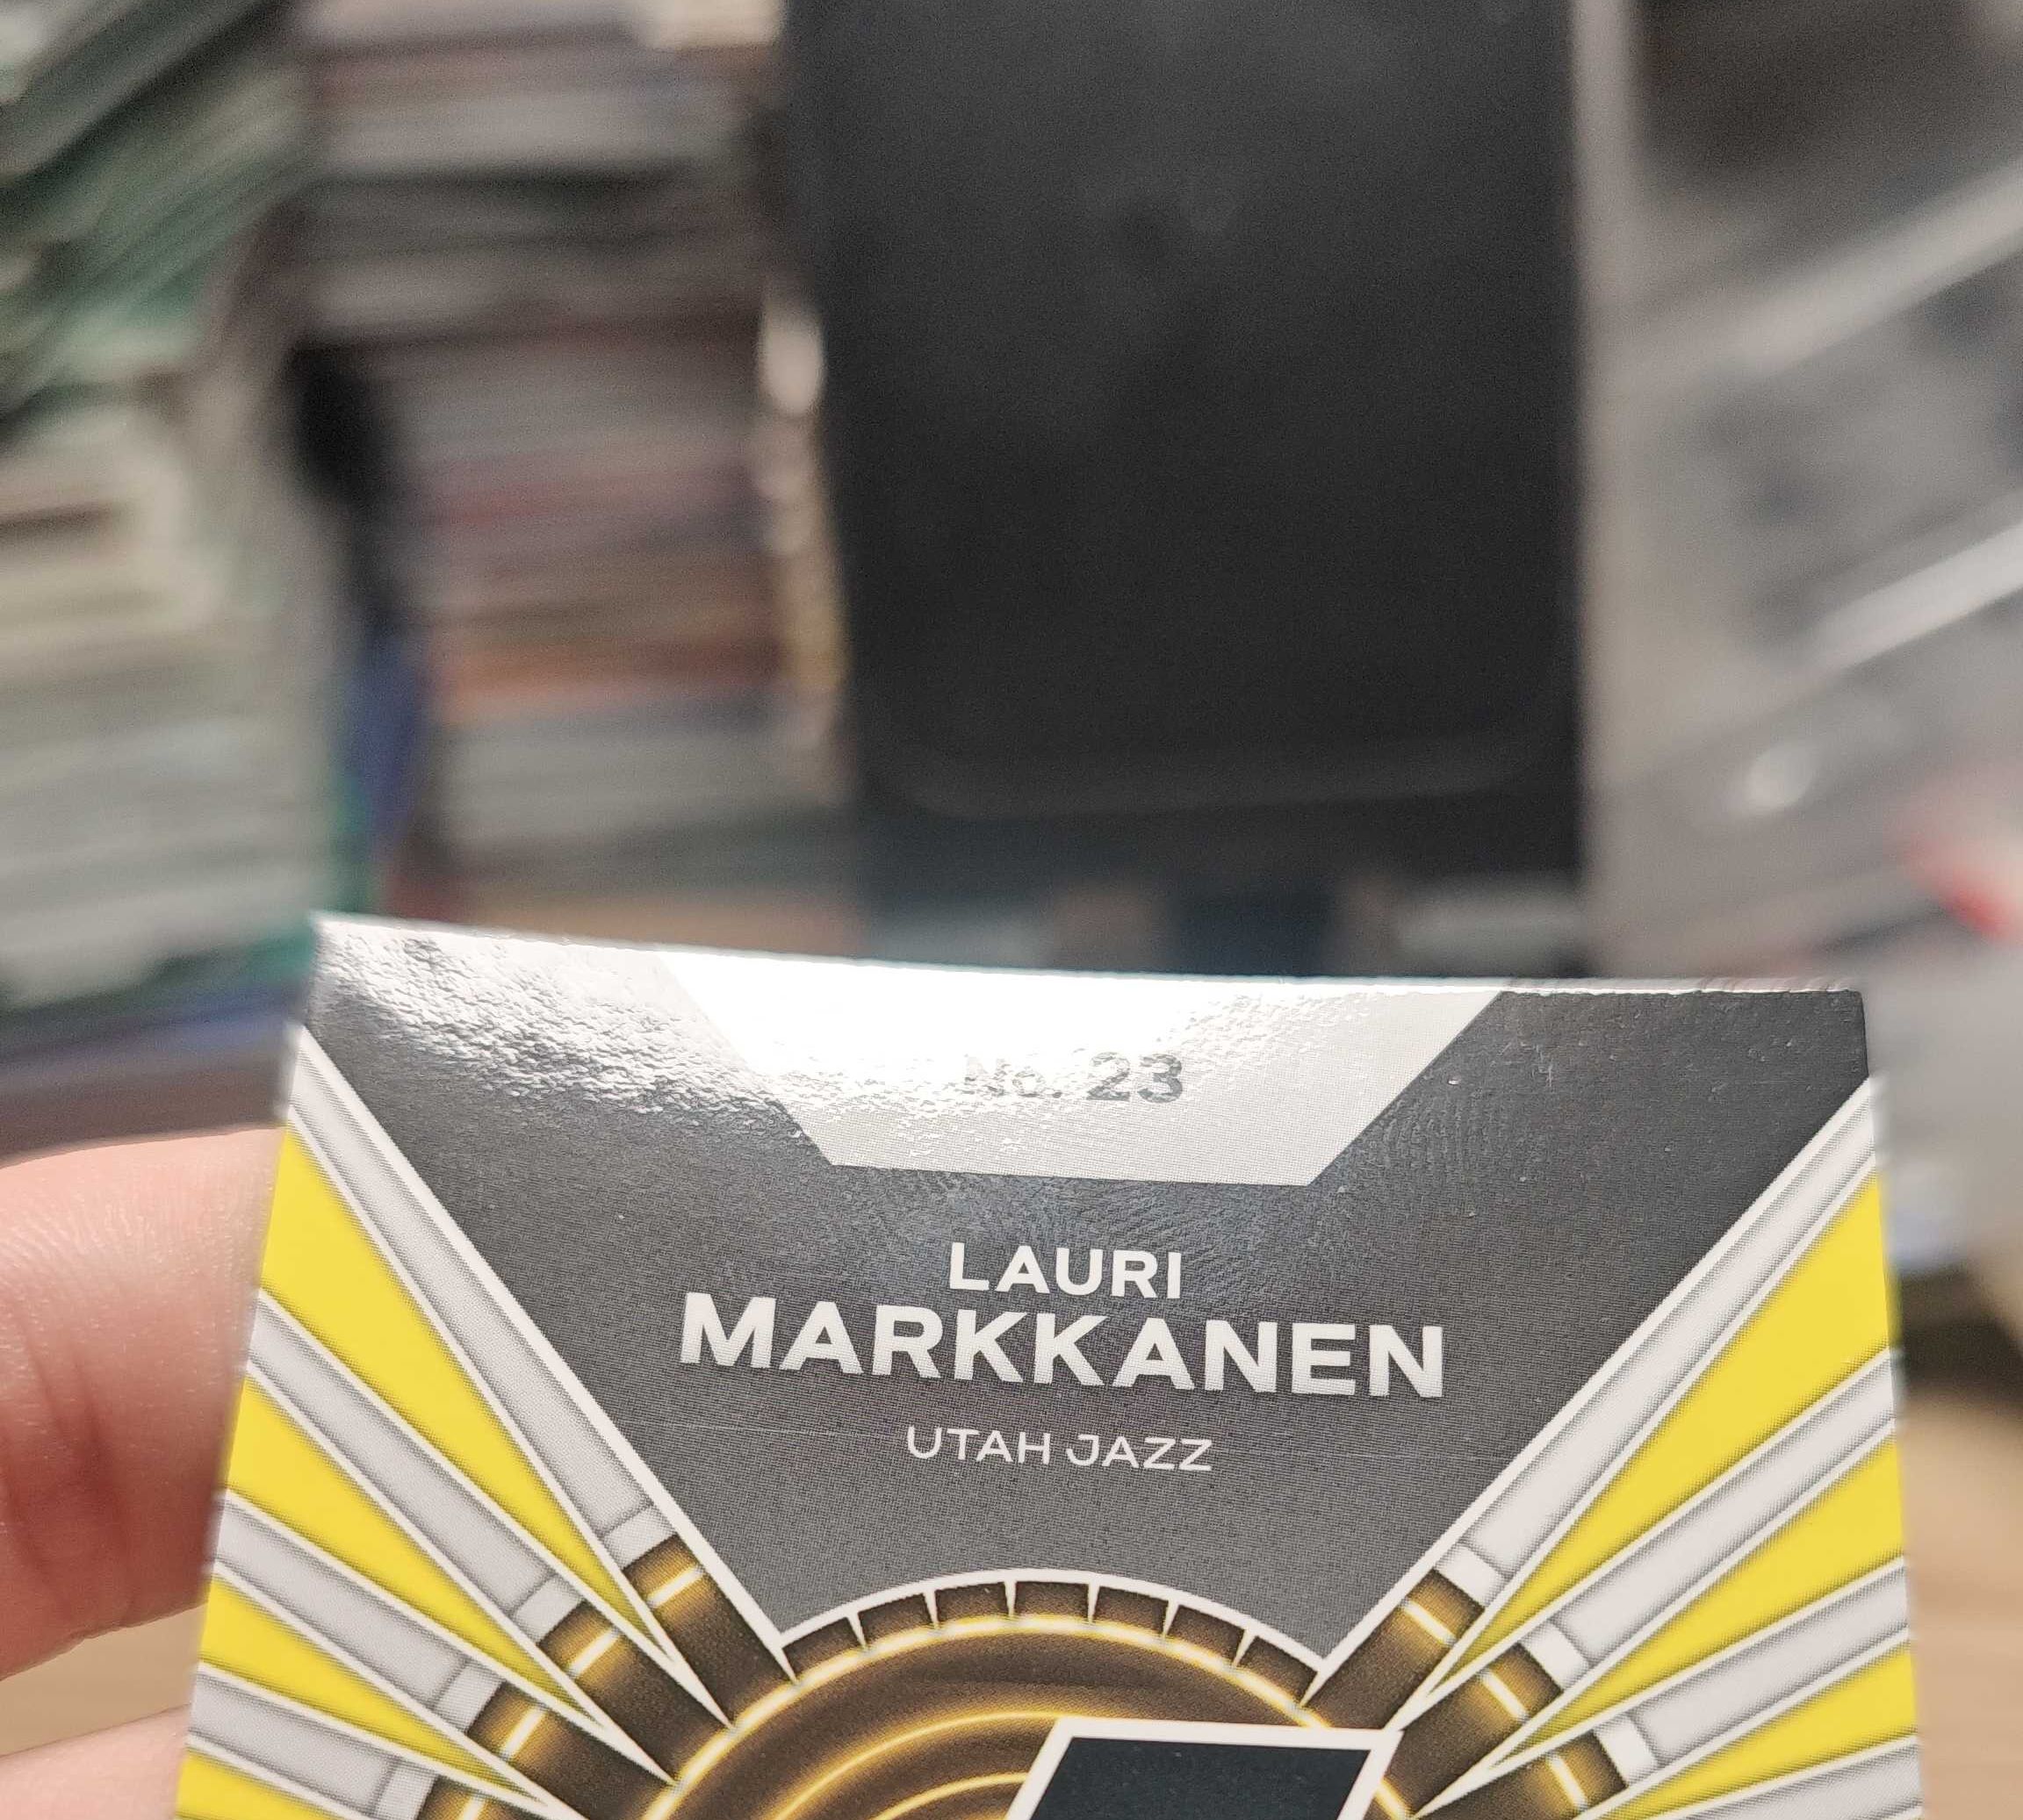 No. 23
LAURI
MARKKANEN
UTAH JAZZ